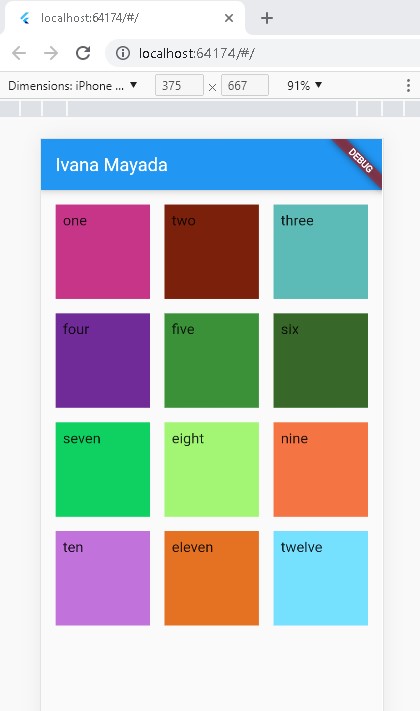 localhost:64174/#/
localhost:64174/#/
Dimensions: iPhone ... 375 × 667 91%
Ivana Mayada
DEBUG
one two three
four five six
seven eight nine
ten eleven twelve